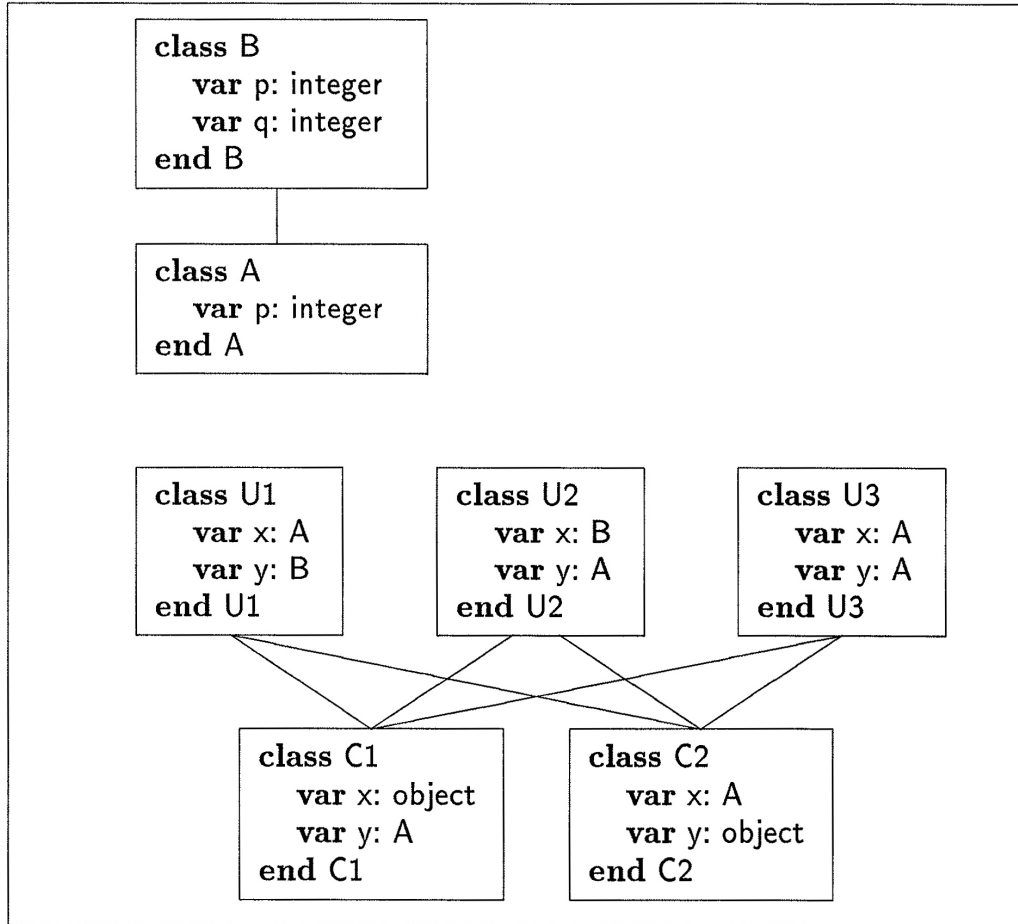 class B
var p: integer
var q: integer
end B
class A
var p: integer
end A
class U1
var x: A
var y: B
end U1
class U2
var x: B
var y: A
end U2
class U3
var x: A
var y: A
end U3
class C1
var x: object
var y: A
end C1
class C2
var x: A
var y: object
end C2